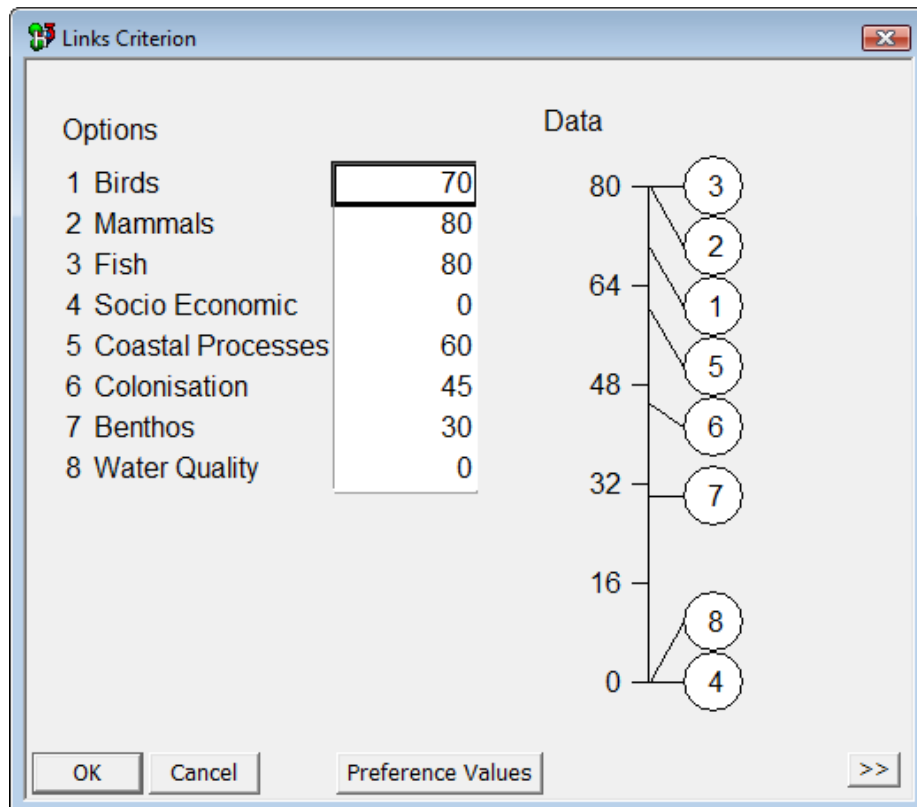 Links Criterion
Options
1 Birds 70
2 Mammals 80
3 Fish 80
4 Socio Economic 0
5 Coastal Processes 60
6 Colonisation 45
7 Benthos 30
8 Water Quality 0
Data
80
3
2
64
1
5
48
6
32
7
16
8
0
4
OK Cancel Preference Values >>